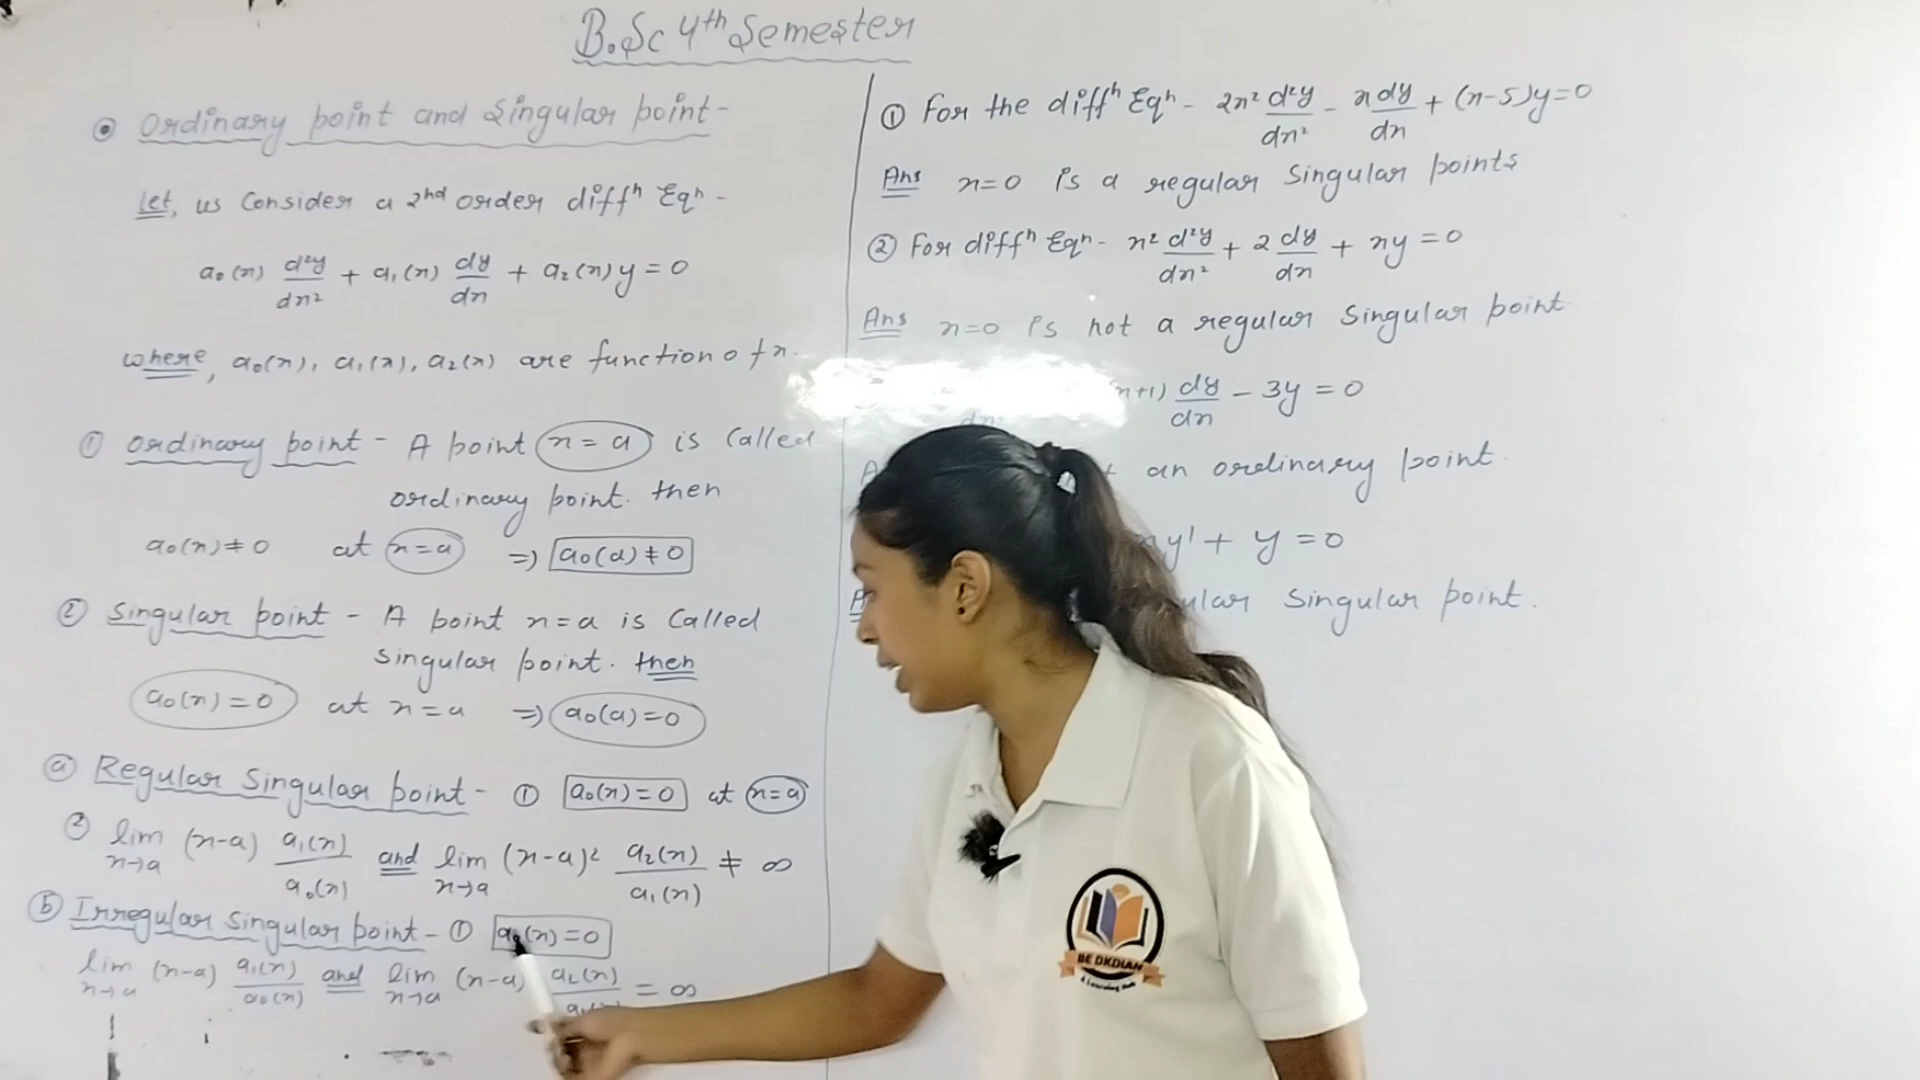 B.Sc 4th Semester
Ordinary point and Singular point -
Let, us Consider a 2nd order diffn Eqn -
a0(x) d²y/dx² + a1(x) dy/dx + a2(x)y = 0
where, a0(x), a1(x), a2(x) are function of x.
① Ordinary point - A point x = a is Called
ordinary point. then
a0(x) ≠ 0 at x=a ⇒ a0(a) ≠ 0
② Singular point - A point x = a is Called
Singular point. then
a0(x) = 0 at x = a ⇒ a0(a) = 0
ⓐ Regular Singular point - ① a0(x) = 0 at x=a
② lim x→a (x-a) a1(x)/a0(x) and lim x→a (x-a)² a2(x)/a1(x) ≠ ∞
ⓑ Irregular Singular point - ① a0(x) = 0
lim x→a (x-a) a1(x)/a0(x) and lim x→a (x-a) a2(x) = ∞
① For the diffn Eqn - 2x² d²y/dx² - x dy/dx + (x-5)y = 0
Ans x=0 is a regular Singular points
② For diffn Eqn - x² d²y/dx² + 2 dy/dx + xy = 0
Ans x=0 is not a regular Singular point
x+1) dy/dx - 3y = 0
an ordinary point.
xy' + y = 0
Singular point.
BE DKDIAN
A Learning Hub